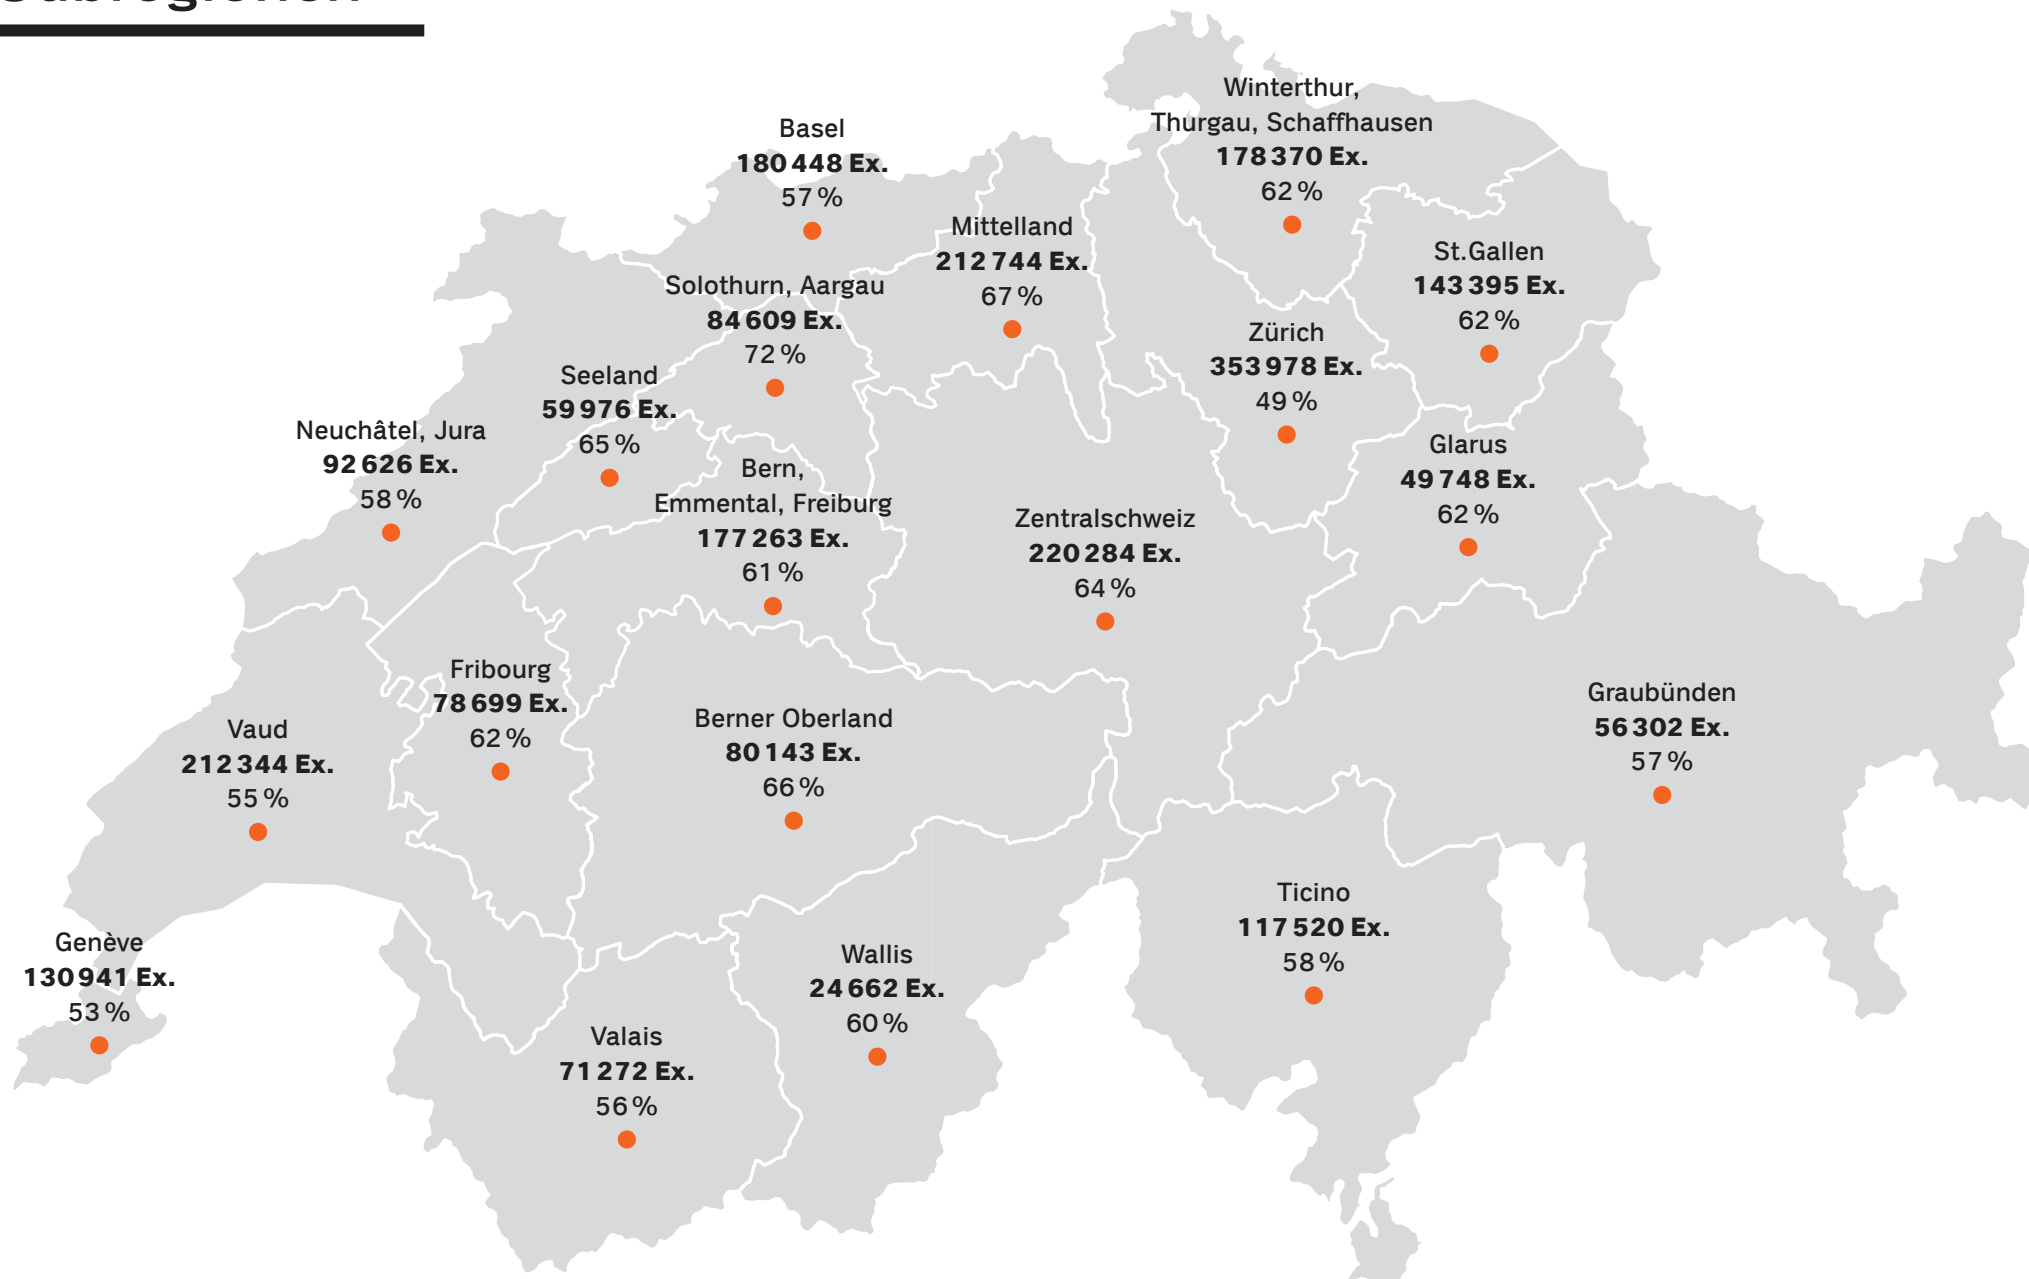 Subregionen
Winterthur,
Thurgau, Schaffhausen
178 370 Ex.
62 %
Basel
180 448 Ex.
57 %
Mittelland
212 744 Ex.
67 %
St.Gallen
143 395 Ex.
62 %
Solothurn, Aargau
84 609 Ex.
72 %
Zürich
353 978 Ex.
49 %
Seeland
59 976 Ex.
65 %
Neuchâtel, Jura
92 626 Ex.
58 %
Glarus
49 748 Ex.
62 %
Bern,
Emmental, Freiburg
177 263 Ex.
61 %
Zentralschweiz
220 284 Ex.
64 %
Fribourg
78 699 Ex.
62 %
Graubünden
56 302 Ex.
57 %
Berner Oberland
80 143 Ex.
66 %
Vaud
212 344 Ex.
55 %
Ticino
117 520 Ex.
58 %
Genève
130 941 Ex.
53 %
Wallis
24 662 Ex.
60 %
Valais
71 272 Ex.
56 %